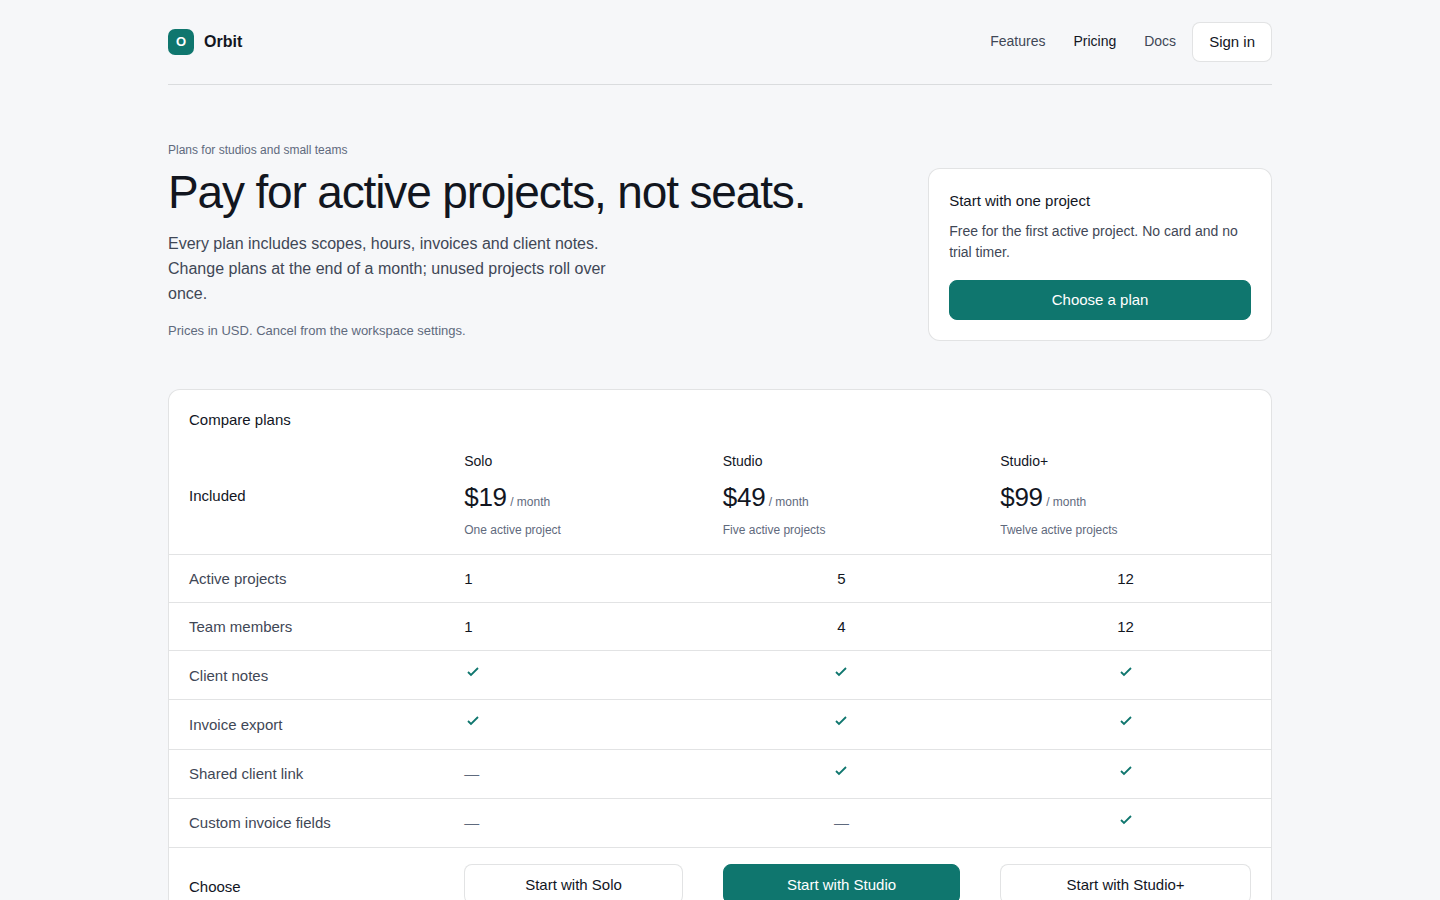 O Orbit
Features Pricing Docs Sign in
Plans for studios and small teams
Pay for active projects, not seats.
Every plan includes scopes, hours, invoices and client notes.
Change plans at the end of a month; unused projects roll over
once.
Prices in USD. Cancel from the workspace settings.
Start with one project
Free for the first active project. No card and no
trial timer.
Choose a plan
Compare plans
Included
Solo
$19 / month
One active project
Studio
$49 / month
Five active projects
Studio+
$99 / month
Twelve active projects
Active projects 1 5 12
Team members 1 4 12
Client notes
Invoice export
Shared client link —
Custom invoice fields — —
Choose Start with Solo Start with Studio Start with Studio+